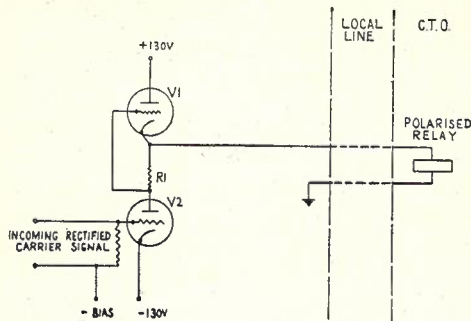 LOCAL
LINE
C.T.O.
+130V
V1
POLARISED
RELAY
R1
V2
INCOMING RECTIFIED
CARRIER SIGNAL
- BIAS
-130V